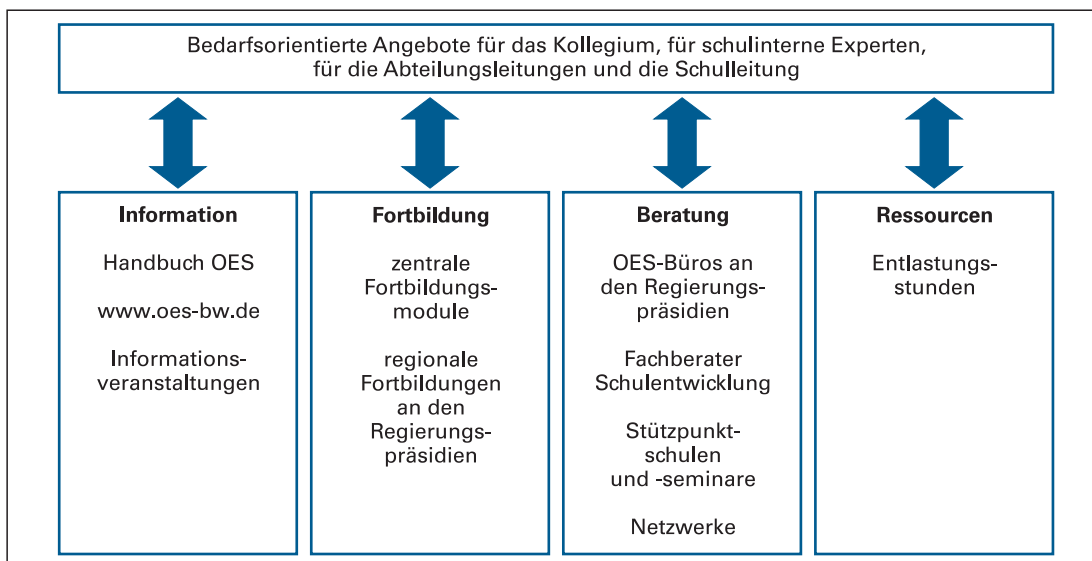 Bedarfsorientierte Angebote für das Kollegium, für schulinterne Experten,
für die Abteilungsleitungen und die Schulleitung
Information
Handbuch OES
www.oes-bw.de
Informations-
veranstaltungen
Fortbildung
zentrale
Fortbildungs-
module
regionale
Fortbildungen
an den
Regierungs-
präsidien
Beratung
OES-Büros an
den Regierungs-
präsidien
Fachberater
Schulentwicklung
Stützpunkt-
schulen
und -seminare
Netzwerke
Ressourcen
Entlastungs-
stunden